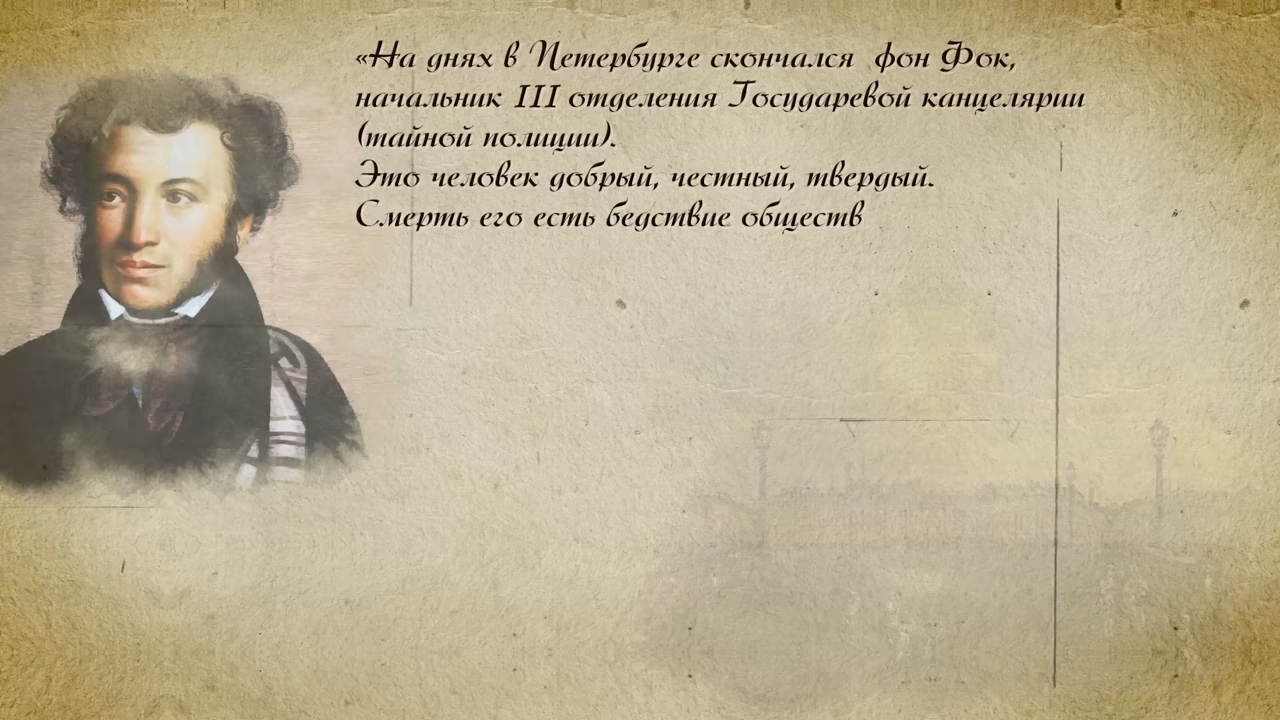 «На днях в Петербурге скончался фон Фок,
начальник III отделения Государевой канцелярии
(тайной полиции).
Это человек добрый, честный, твердый.
Смерть его есть бедствие обществ